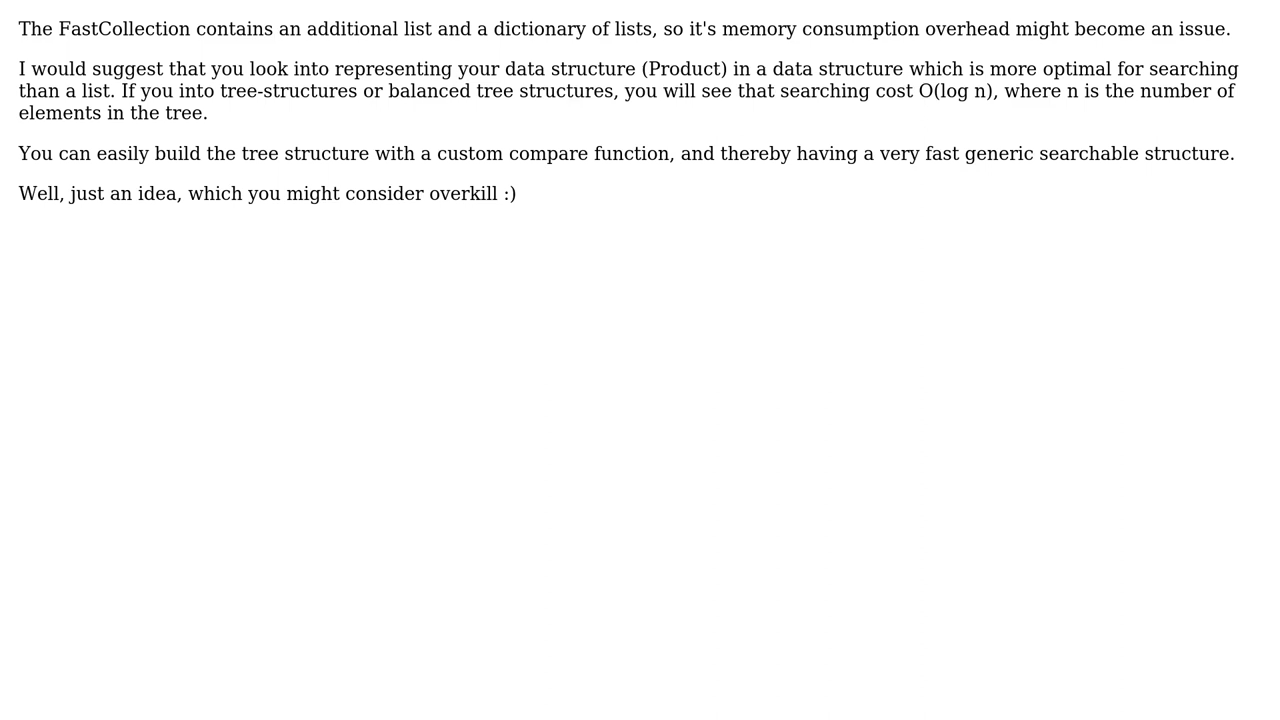 The FastCollection contains an additional list and a dictionary of lists, so it's memory consumption overhead might become an issue.
I would suggest that you look into representing your data structure (Product) in a data structure which is more optimal for searching
than a list. If you into tree-structures or balanced tree structures, you will see that searching cost O(log n), where n is the number of
elements in the tree.
You can easily build the tree structure with a custom compare function, and thereby having a very fast generic searchable structure.
Well, just an idea, which you might consider overkill :)